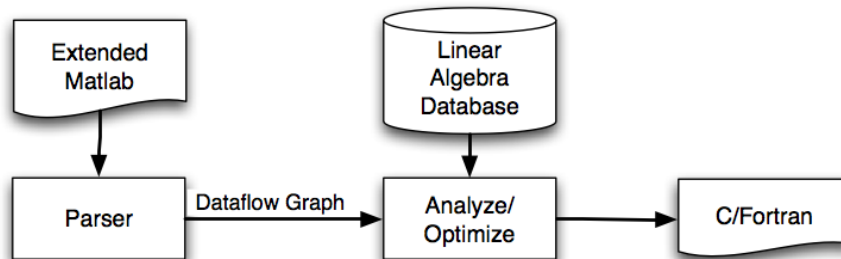 Extended
Matlab
Linear
Algebra
Database
Parser
Dataflow Graph
Analyze/
Optimize
C/Fortran